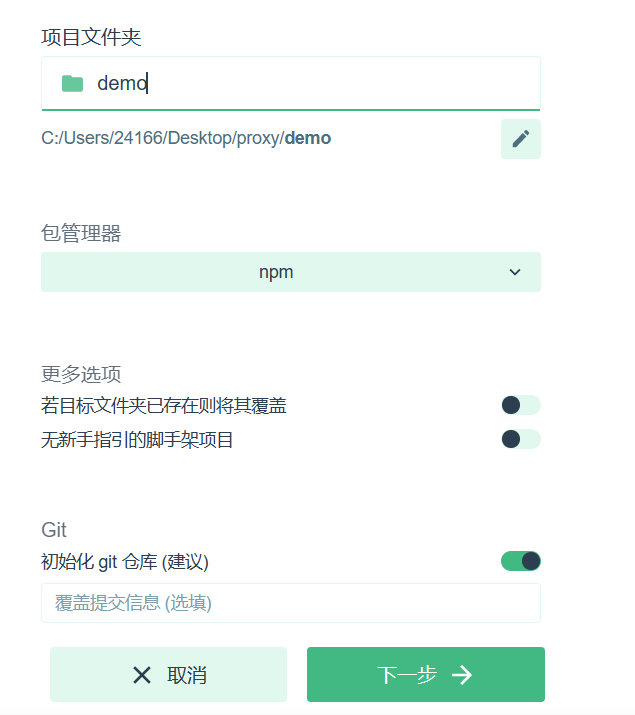 项目文件夹
demo
C:/Users/24166/Desktop/proxy/demo
包管理器
npm
更多选项
若目标文件夹已存在则将其覆盖
无新手指引的脚手架项目
Git
初始化 git 仓库 (建议)
覆盖提交信息 (选填)
取消
下一步